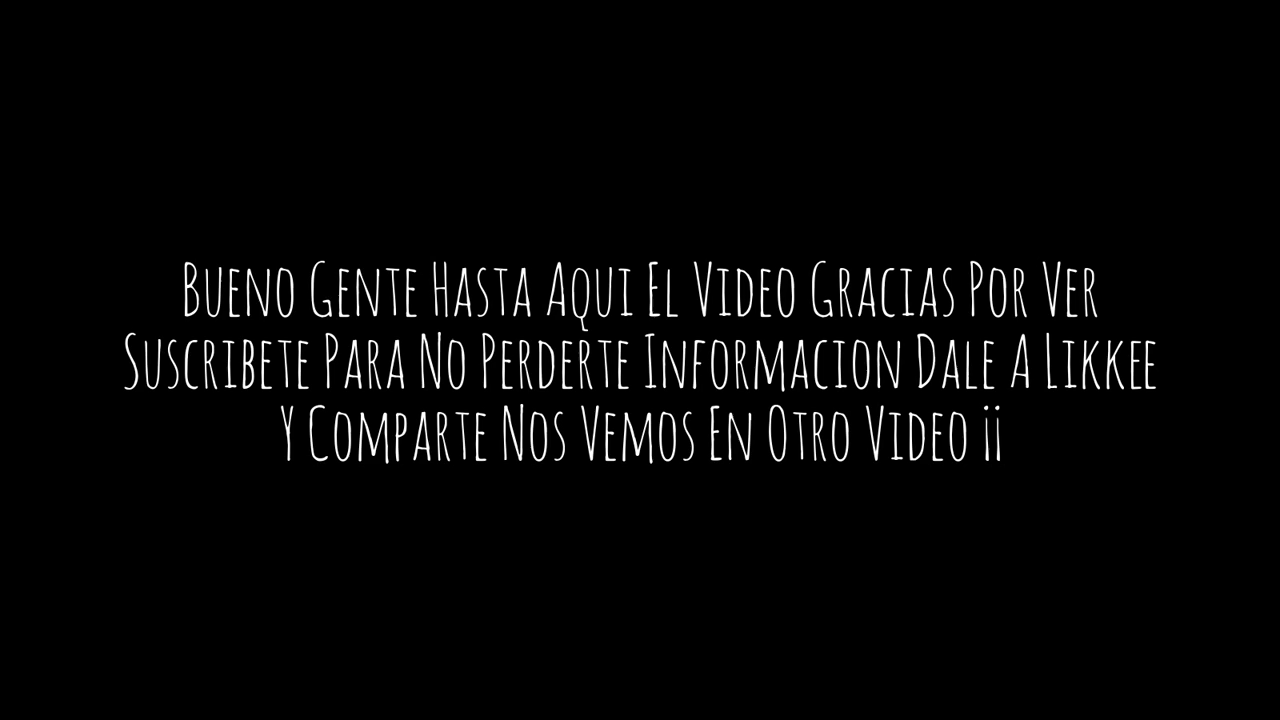 Bueno Gente Hasta Aqui El Video Gracias Por Ver
Suscribete Para No Perderte Informacion Dale A Likkee
Y Comparte Nos Vemos En Otro Video ¡¡